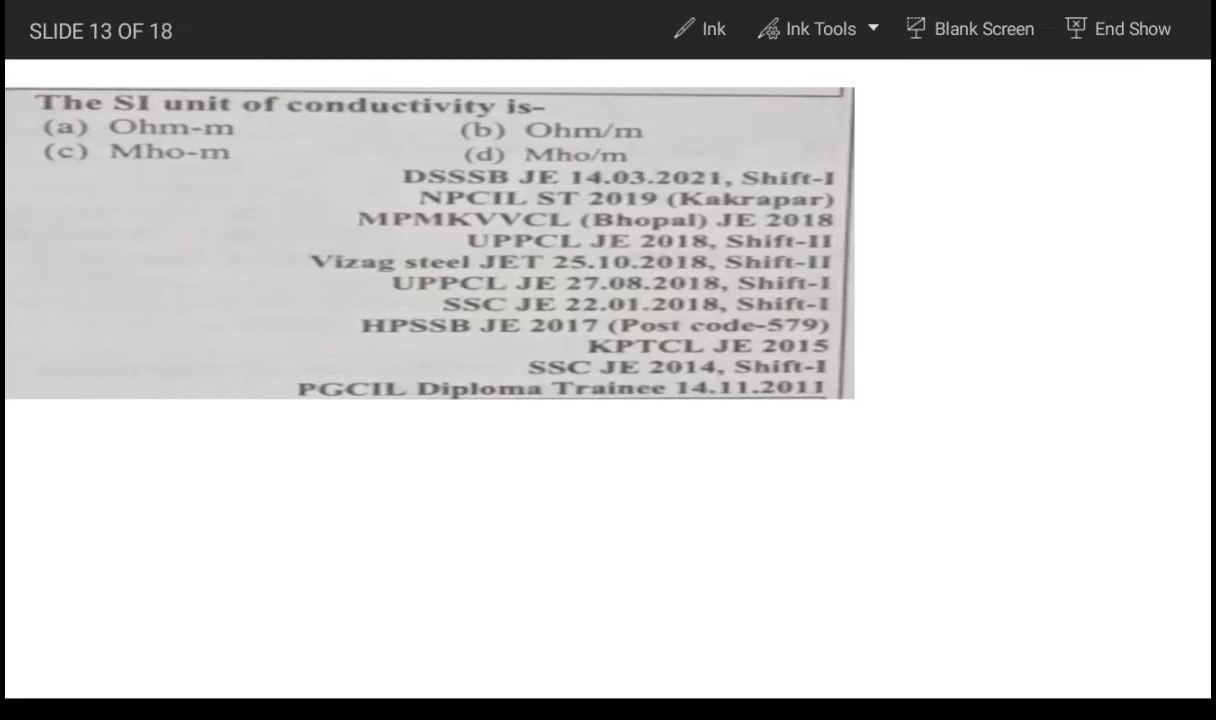 SLIDE 13 OF 18
Ink
Ink Tools
Blank Screen
End Show
The SI unit of conductivity is-
(a) Ohm-m (b) Ohm/m
(c) Mho-m (d) Mho/m
DSSSB JE 14.03.2021, Shift-I
NPCIL ST 2019 (Kakrapar)
MPMKVVCL (Bhopal) JE 2018
UPPCL JE 2018, Shift-II
Vizag steel JET 25.10.2018, Shift-II
UPPCL JE 27.08.2018, Shift-I
SSC JE 22.01.2018, Shift-I
HPSSB JE 2017 (Post code-579)
KPTCL JE 2015
SSC JE 2014, Shift-I
PGCIL Diploma Trainee 14.11.2011